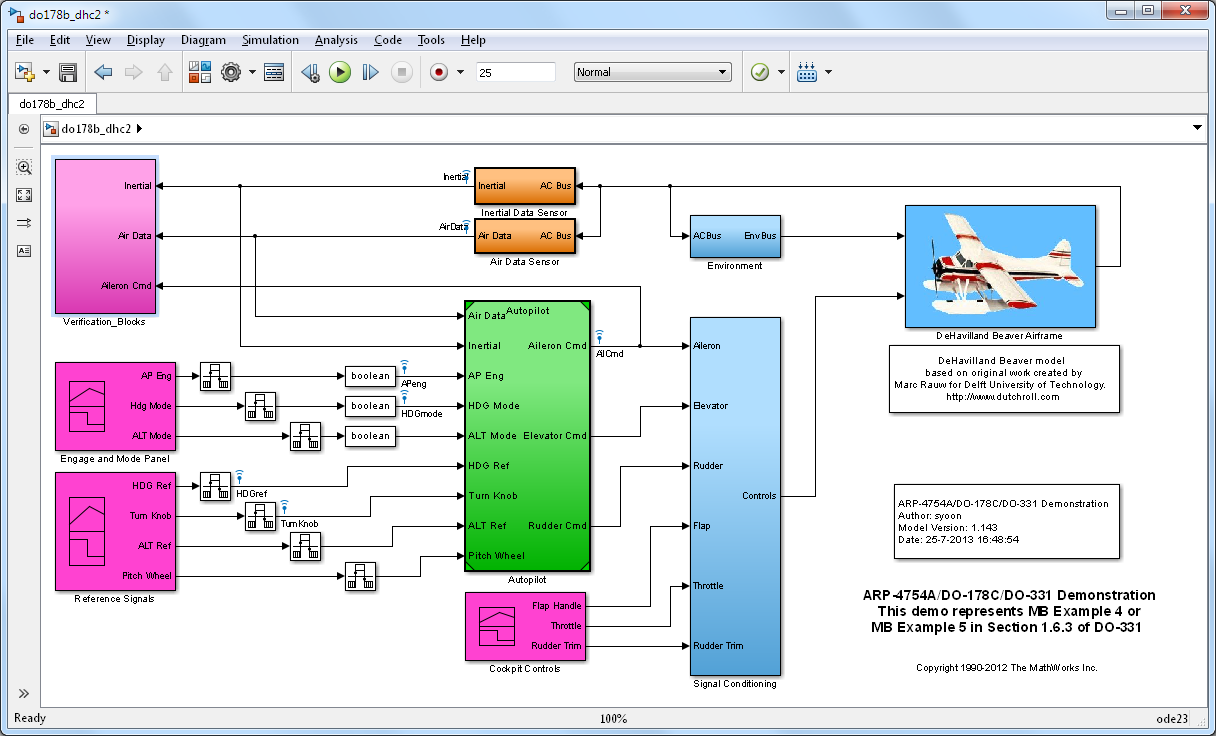 do178b_dhc2 *
File Edit View Display Diagram Simulation Analysis Code Tools Help
25
Normal
do178b_dhc2
do178b_dhc2
Inertial
Air Data
Aileron Cmd
Verification_Blocks
Inertial
Inertial AC Bus
Inertial Data Sensor
AirData
Air Data AC Bus
Air Data Sensor
ACBus EnvBus
Environment
DeHavilland Beaver Airframe
DeHavilland Beaver model
based on original work created by
Marc Rauw for Delft University of Technology.
http://www.dutchroll.com
AP Eng
Hdg Mode
ALT Mode
Engage and Mode Panel
boolean
APeng
boolean
HDGmode
boolean
HDG Ref
Turn Knob
ALT Ref
Pitch Wheel
Reference Signals
HDGref
TurnKnob
Autopilot
Air Data
Inertial Aileron Cmd
AP Eng
HDG Mode
ALT Mode Elevator Cmd
HDG Ref
Turn Knob
ALT Ref Rudder Cmd
Pitch Wheel
Autopilot
AilCmd
Flap Handle
Throttle
Rudder Trim
Cockpit Controls
Aileron
Elevator
Rudder
Controls
Flap
Throttle
Rudder Trim
Signal Conditioning
ARP-4754A/DO-178C/DO-331 Demonstration
Author: syoon
Model Version: 1.143
Date: 25-7-2013 16:48:54
ARP-4754A/DO-178C/DO-331 Demonstration
This demo represents MB Example 4 or
MB Example 5 in Section 1.6.3 of DO-331
Copyright 1990-2012 The MathWorks Inc.
Ready 100% ode23